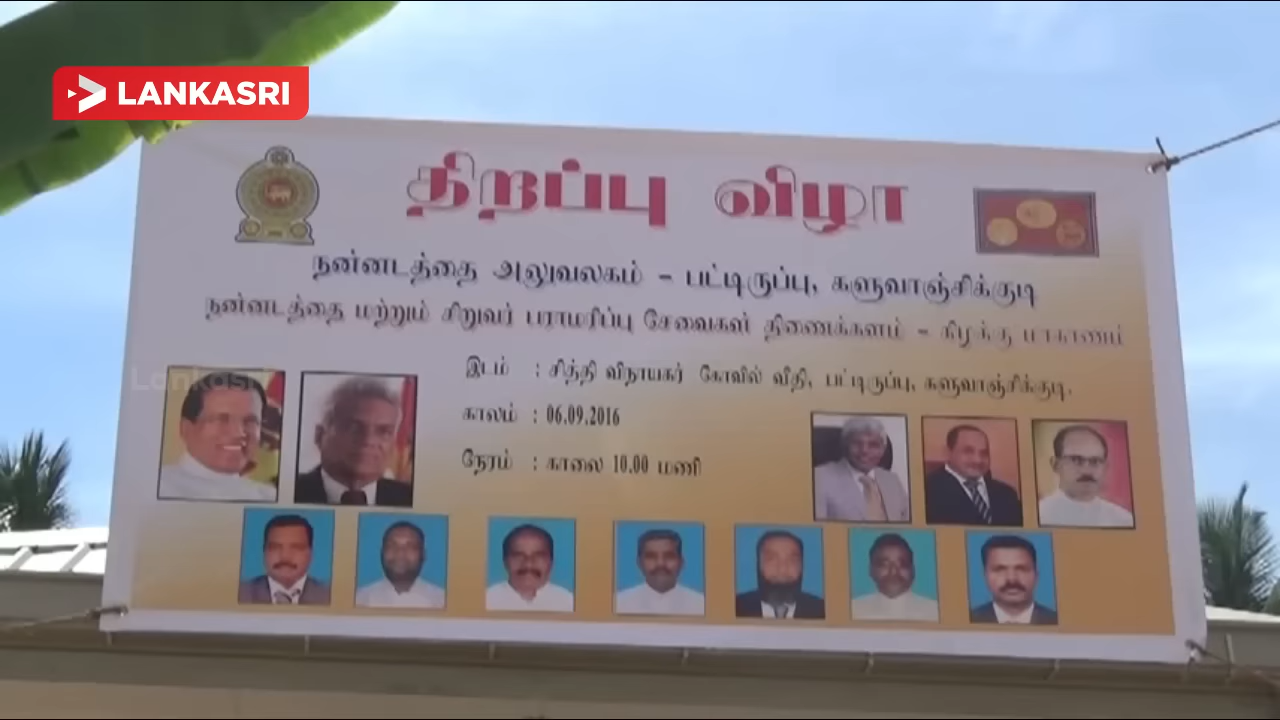 LANKASRI
திறப்பு விழா
நன்னடத்தை அலுவலகம் - பட்டிருப்பு, களுவாஞ்சிக்குடி
நன்னடத்தை மற்றும் சிறுவர் பராமரிப்பு சேவைகள் திணைக்களம் - கிழக்கு மாகாணம்
இடம் : சித்தி விநாயகர் கோவில் வீதி, பட்டிருப்பு, களுவாஞ்சிக்குடி.
Lankasri
காலம் : 06.09.2016
நேரம் : காலை 10.00 மணி